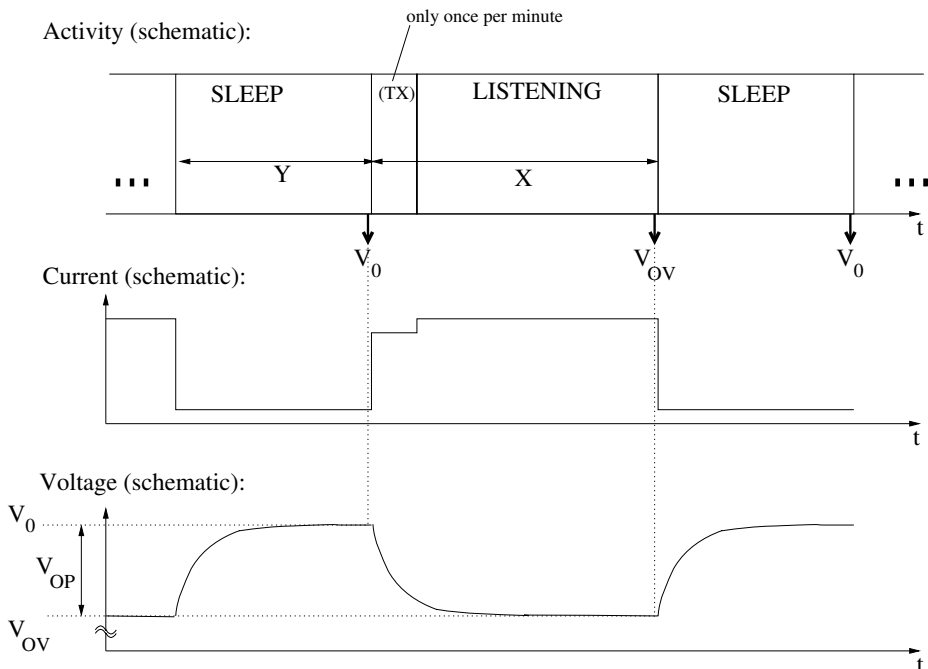 only once per minute
Activity (schematic):
SLEEP (TX) LISTENING SLEEP
Y X
... ...
t
V0 VOV V0
Current (schematic):
t
Voltage (schematic):
V0
VOP
VOV
t